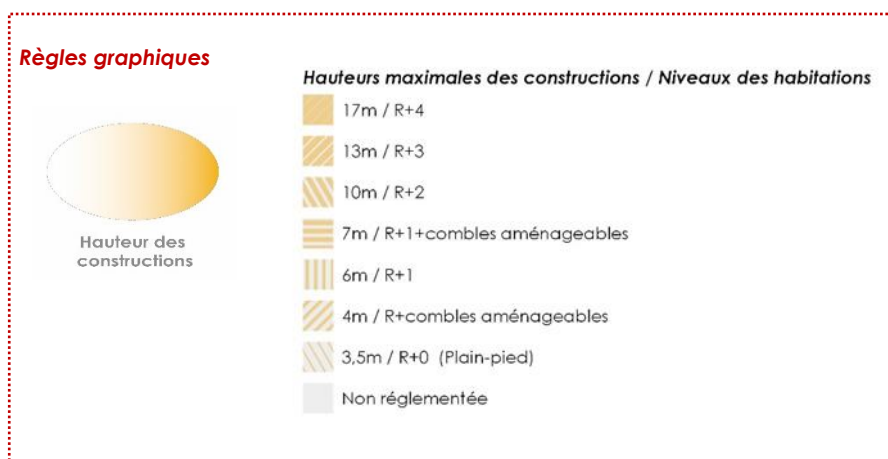 Règles graphiques
Hauteurs maximales des constructions / Niveaux des habitations
17m / R+4
13m / R+3
10m / R+2
7m / R+1+combles aménageables
6m / R+1
4m / R+combles aménageables
3,5m / R+0 (Plain-pied)
Non réglementée
Hauteur des
constructions